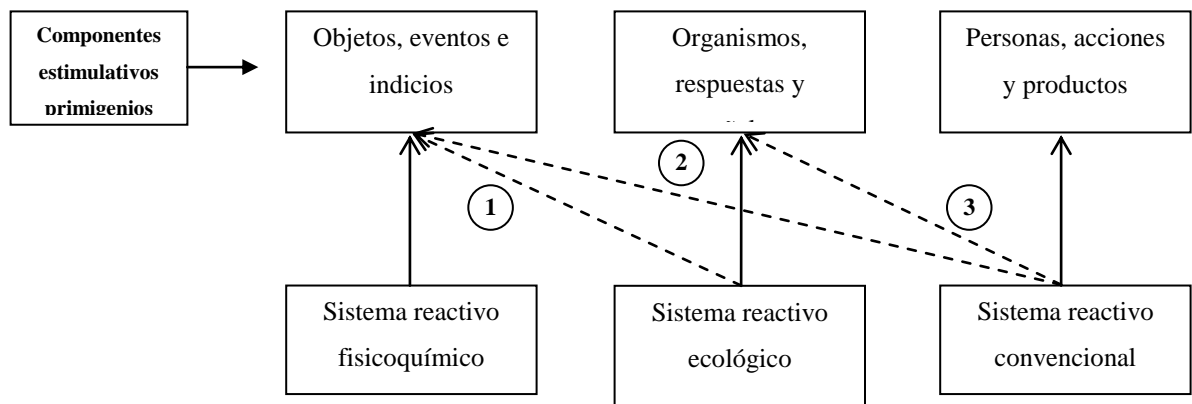 Componentes
estimulativos
primigenios
Objetos, eventos e
indicios
Organismos,
respuestas y
Personas, acciones
y productos
1
2
3
Sistema reactivo
fisicoquímico
Sistema reactivo
ecológico
Sistema reactivo
convencional